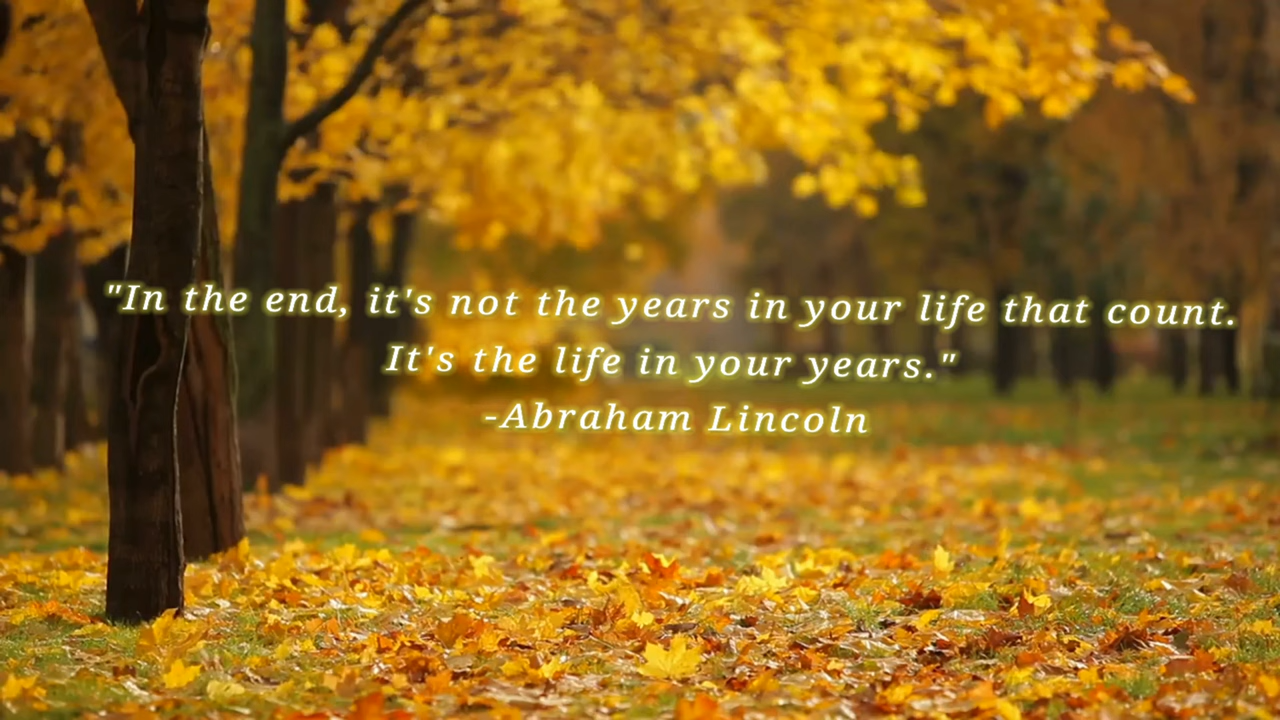 "In the end, it's not the years in your life that count.
It's the life in your years."
-Abraham Lincoln